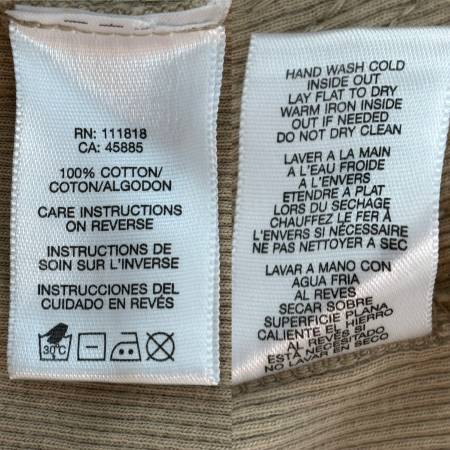 RN: 111818
CA: 45885
100% COTTON/
COTON/ALGODON
CARE INSTRUCTIONS
ON REVERSE
INSTRUCTIONS DE
SOIN SUR L'INVERSE
INSTRUCCIONES DEL
CUIDADO EN REVÉS
30°C
HAND WASH COLD
INSIDE OUT
LAY FLAT TO DRY
WARM IRON INSIDE
OUT IF NEEDED
DO NOT DRY CLEAN
LAVER A LA MAIN
A L'EAU FROIDE
A L'ENVERS
ETENDRE A PLAT
LORS DU SECHAGE
CHAUFFEZ LE FER À
L'ENVERS SI NÉCESSAIRE
NE PAS NETTOYER A SEC
LAVAR A MANO CON
AGUA FRIA
AL REVES
SECAR SOBRE
SUPERFICIE PLANA
CALIENTE EL HIERRO
AL REVÉS SI
ESTÁ NECESITADO
NO LAVAR EN SECO